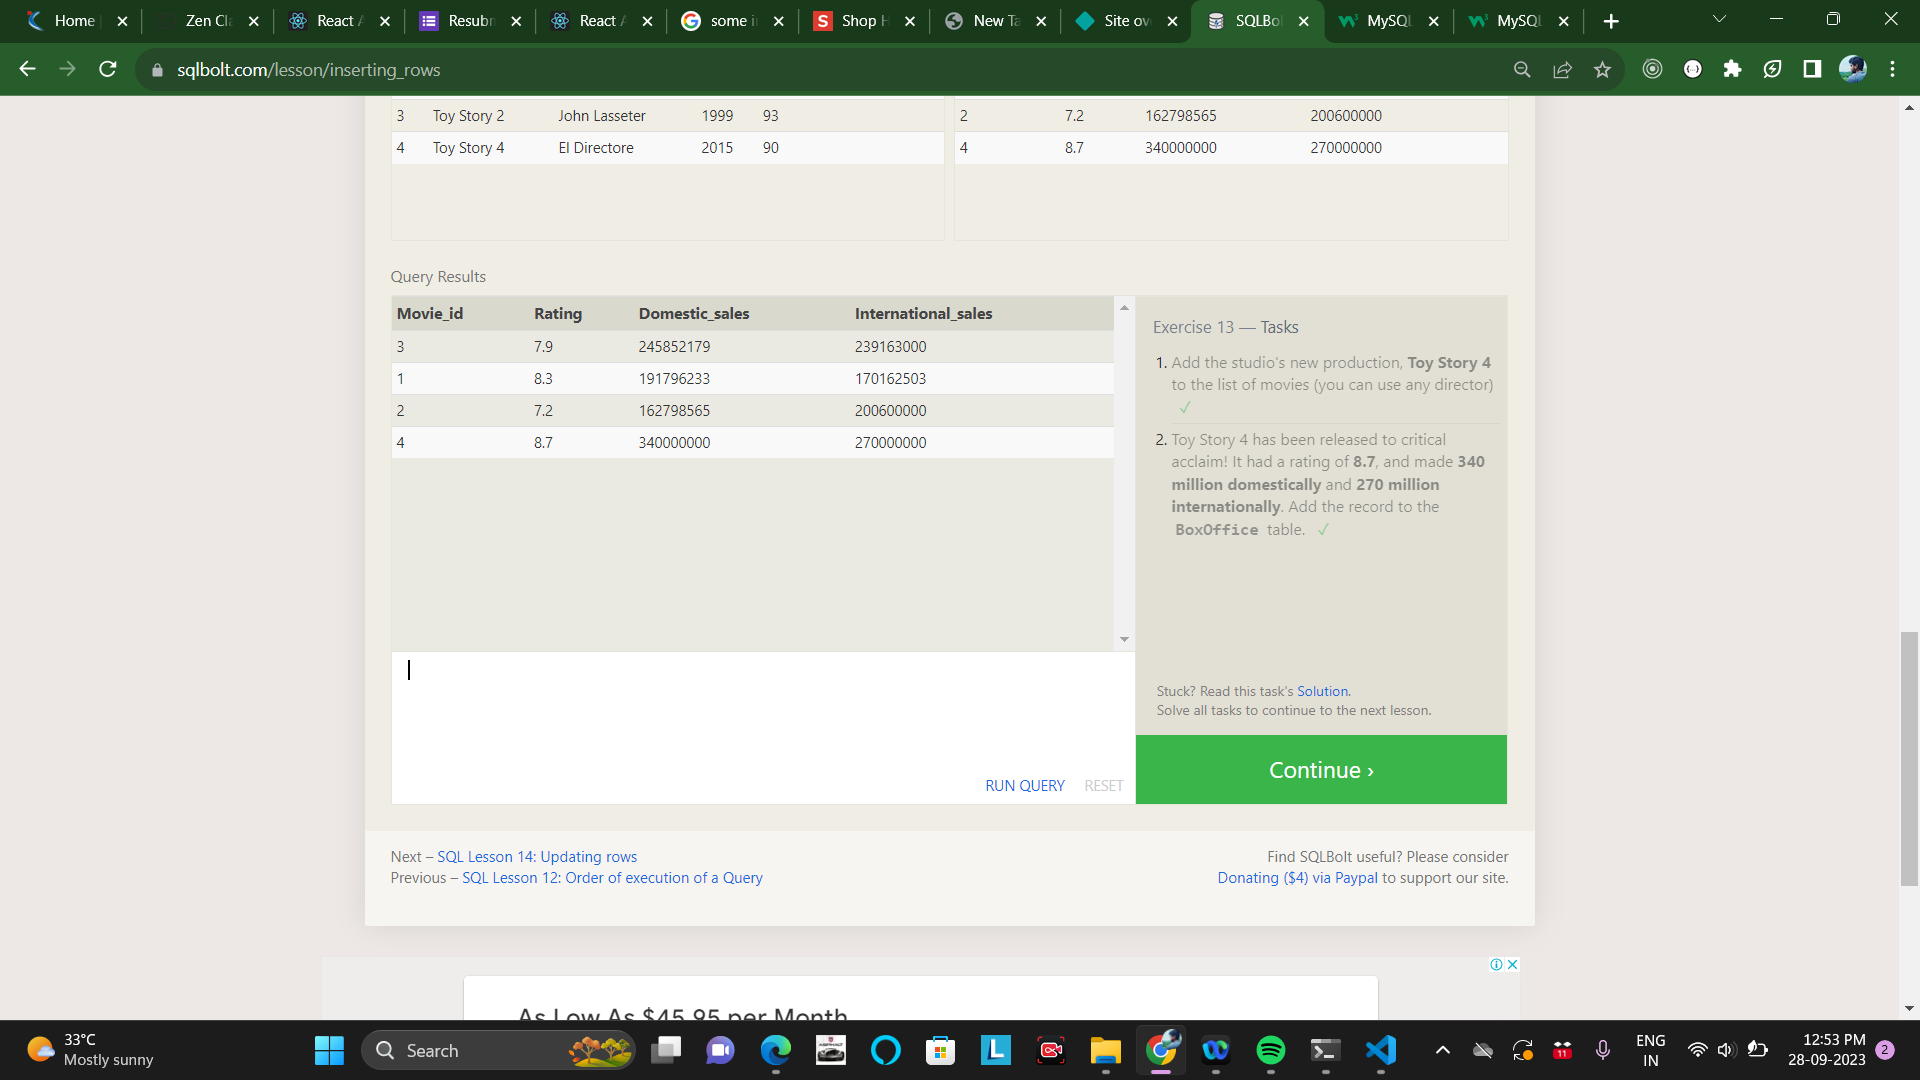 Home
Zen Cla
React A
Resubm
React A
some i
Shop H
New Ta
Site ov
SQLBol
MySQL
MySQL
sqlbolt.com/lesson/inserting_rows
3 Toy Story 2 John Lasseter 1999 93
2 7.2 162798565 200600000
4 Toy Story 4 El Directore 2015 90
4 8.7 340000000 270000000
Query Results
Movie_id Rating Domestic_sales International_sales
3 7.9 245852179 239163000
1 8.3 191796233 170162503
2 7.2 162798565 200600000
4 8.7 340000000 270000000
Exercise 13 — Tasks
1. Add the studio's new production, Toy Story 4
to the list of movies (you can use any director)
✓
2. Toy Story 4 has been released to critical
acclaim! It had a rating of 8.7, and made 340
million domestically and 270 million
internationally. Add the record to the
BoxOffice table. ✓
Stuck? Read this task's Solution.
Solve all tasks to continue to the next lesson.
RUN QUERY RESET
Continue ›
Next – SQL Lesson 14: Updating rows
Previous – SQL Lesson 12: Order of execution of a Query
Find SQLBolt useful? Please consider
Donating ($4) via Paypal to support our site.
As Low As $45.95 per Month
33°C
Mostly sunny
Search
11
ENG
IN
12:53 PM
28-09-2023
2